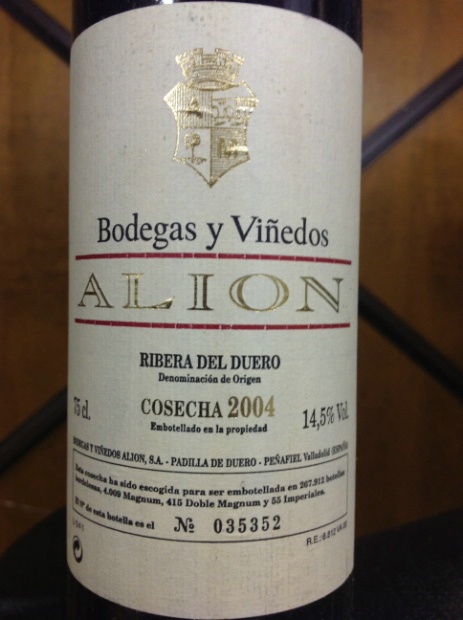 Bodegas y Viñedos
ALION
RIBERA DEL DUERO
Denominación de Origen
75 cl. COSECHA 2004 14,5% Vol.
Embotellado en la propiedad
BODEGAS Y VIÑEDOS ALION, S.A. - PADILLA DE DUERO - PEÑAFIEL Valladolid (ESPAÑA)
Esta cosecha ha sido escogida para ser embotellada en 267.912 botellas
bordelesas, 4.009 Magnum, 415 Doble Magnum y 55 Imperiales.
El Nº de esta botella es el Nº 035352